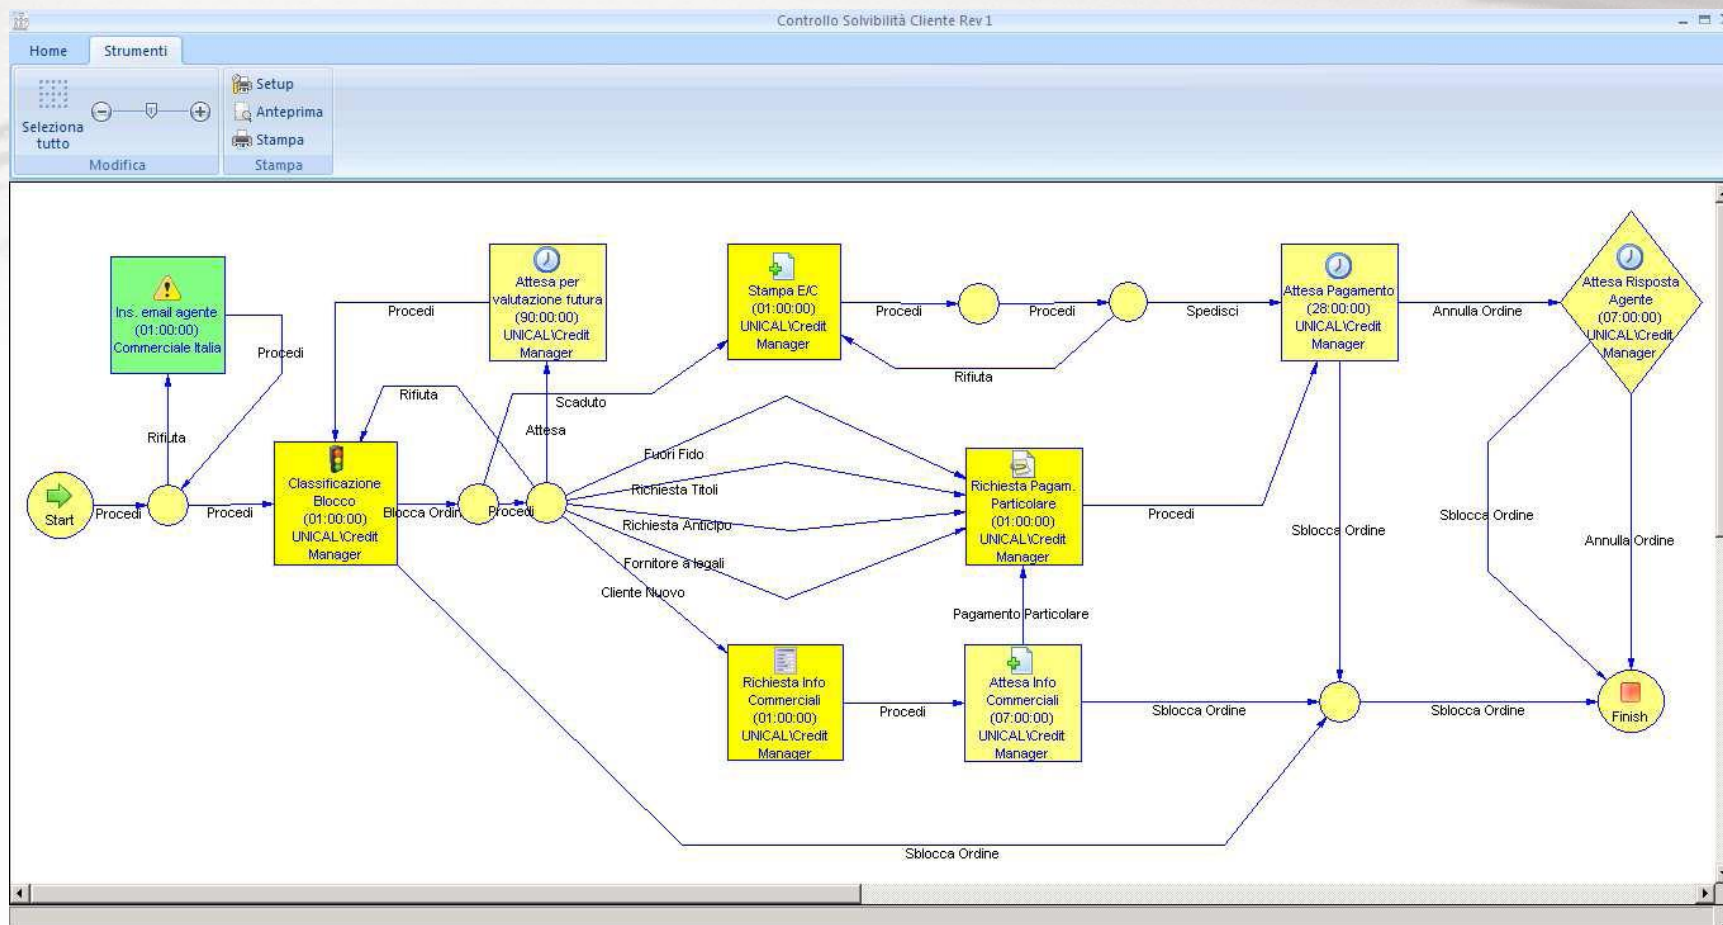 Controllo Solvibilità Cliente Rev 1
Home
Strumenti
Seleziona
tutto
Modifica
Setup
Anteprima
Stampa
Stampa
Ins. email agente
(01:00:00)
Commerciale Italia
Procedi
Rifiuta
Start
Procedi
Procedi
Attesa per
valutazione futura
(90:00:00)
UNICAL\Credit
Manager
Procedi
Rifiuta
Attesa
Scaduto
Classificazione
Blocco
(01:00:00)
UNICAL\Credit
Manager
Blocca Ordin
Procedi
Stampa E/C
(01:00:00)
UNICAL\Credit
Manager
Procedi
Procedi
Rifiuta
Spedisci
Attesa Pagamento
(28:00:00)
UNICAL\Credit
Manager
Annulla Ordine
Attesa Risposta
Agente
(07:00:00)
UNICAL\Credit
Manager
Fuori Fido
Richiesta Titoli
Richiesta Anticipo
Fornitore a legali
Cliente Nuovo
Richiesta Pagam.
Particolare
(01:00:00)
UNICAL\Credit
Manager
Procedi
Sblocca Ordine
Sblocca Ordine
Annulla Ordine
Pagamento Particolare
Richiesta Info
Commerciali
(01:00:00)
UNICAL\Credit
Manager
Procedi
Attesa Info
Commerciali
(07:00:00)
UNICAL\Credit
Manager
Sblocca Ordine
Sblocca Ordine
Finish
Sblocca Ordine